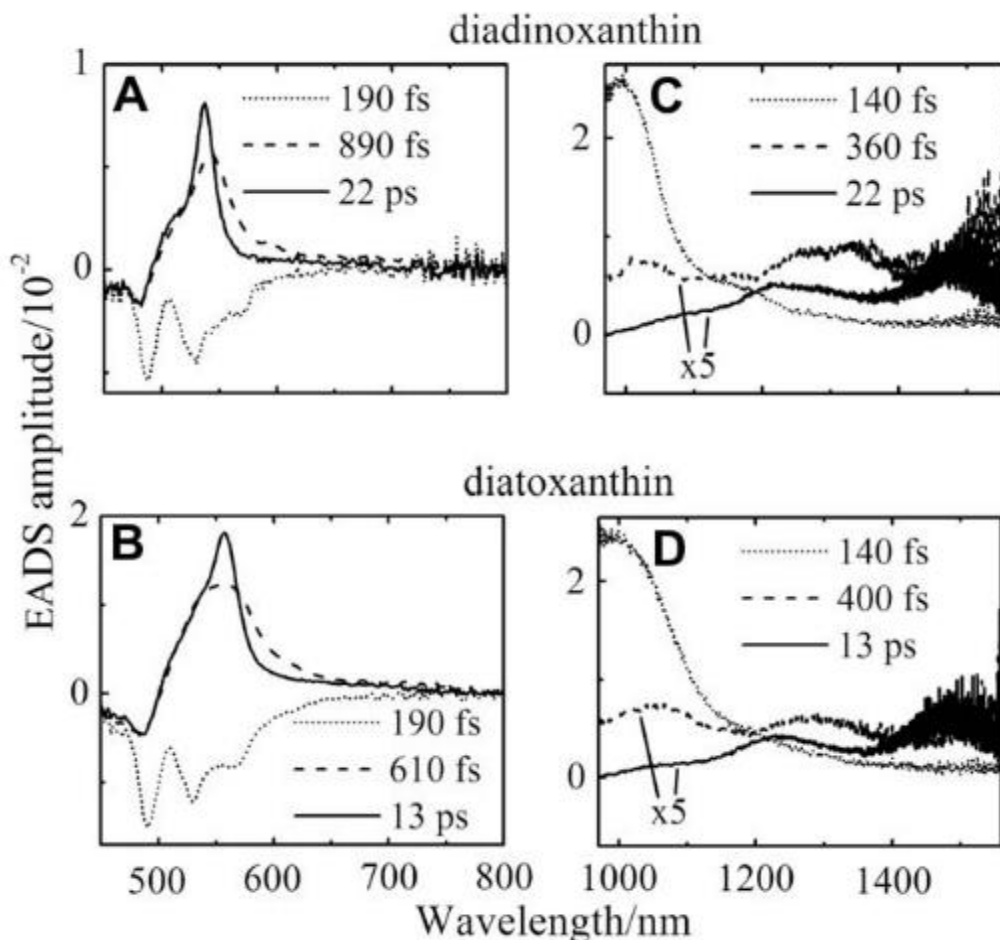 diadinoxanthin
A
190 fs
890 fs
22 ps
1
0
C
140 fs
360 fs
22 ps
2
0
x5
EADS amplitude/10^-2
diatoxanthin
B
190 fs
610 fs
13 ps
2
0
500 600 700 800
D
140 fs
400 fs
13 ps
2
0
x5
1000 1200 1400
Wavelength/nm